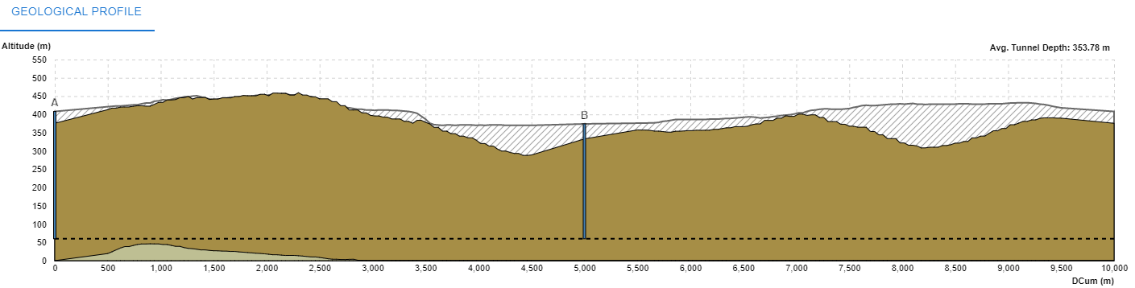 GEOLOGICAL PROFILE
Altitude (m)
Avg. Tunnel Depth: 353.78 m
550
500
450
A
400
B
350
300
250
200
150
100
50
0
0 500 1,000 1,500 2,000 2,500 3,000 3,500 4,000 4,500 5,000 5,500 6,000 6,500 7,000 7,500 8,000 8,500 9,000 9,500 10,000
DCum (m)